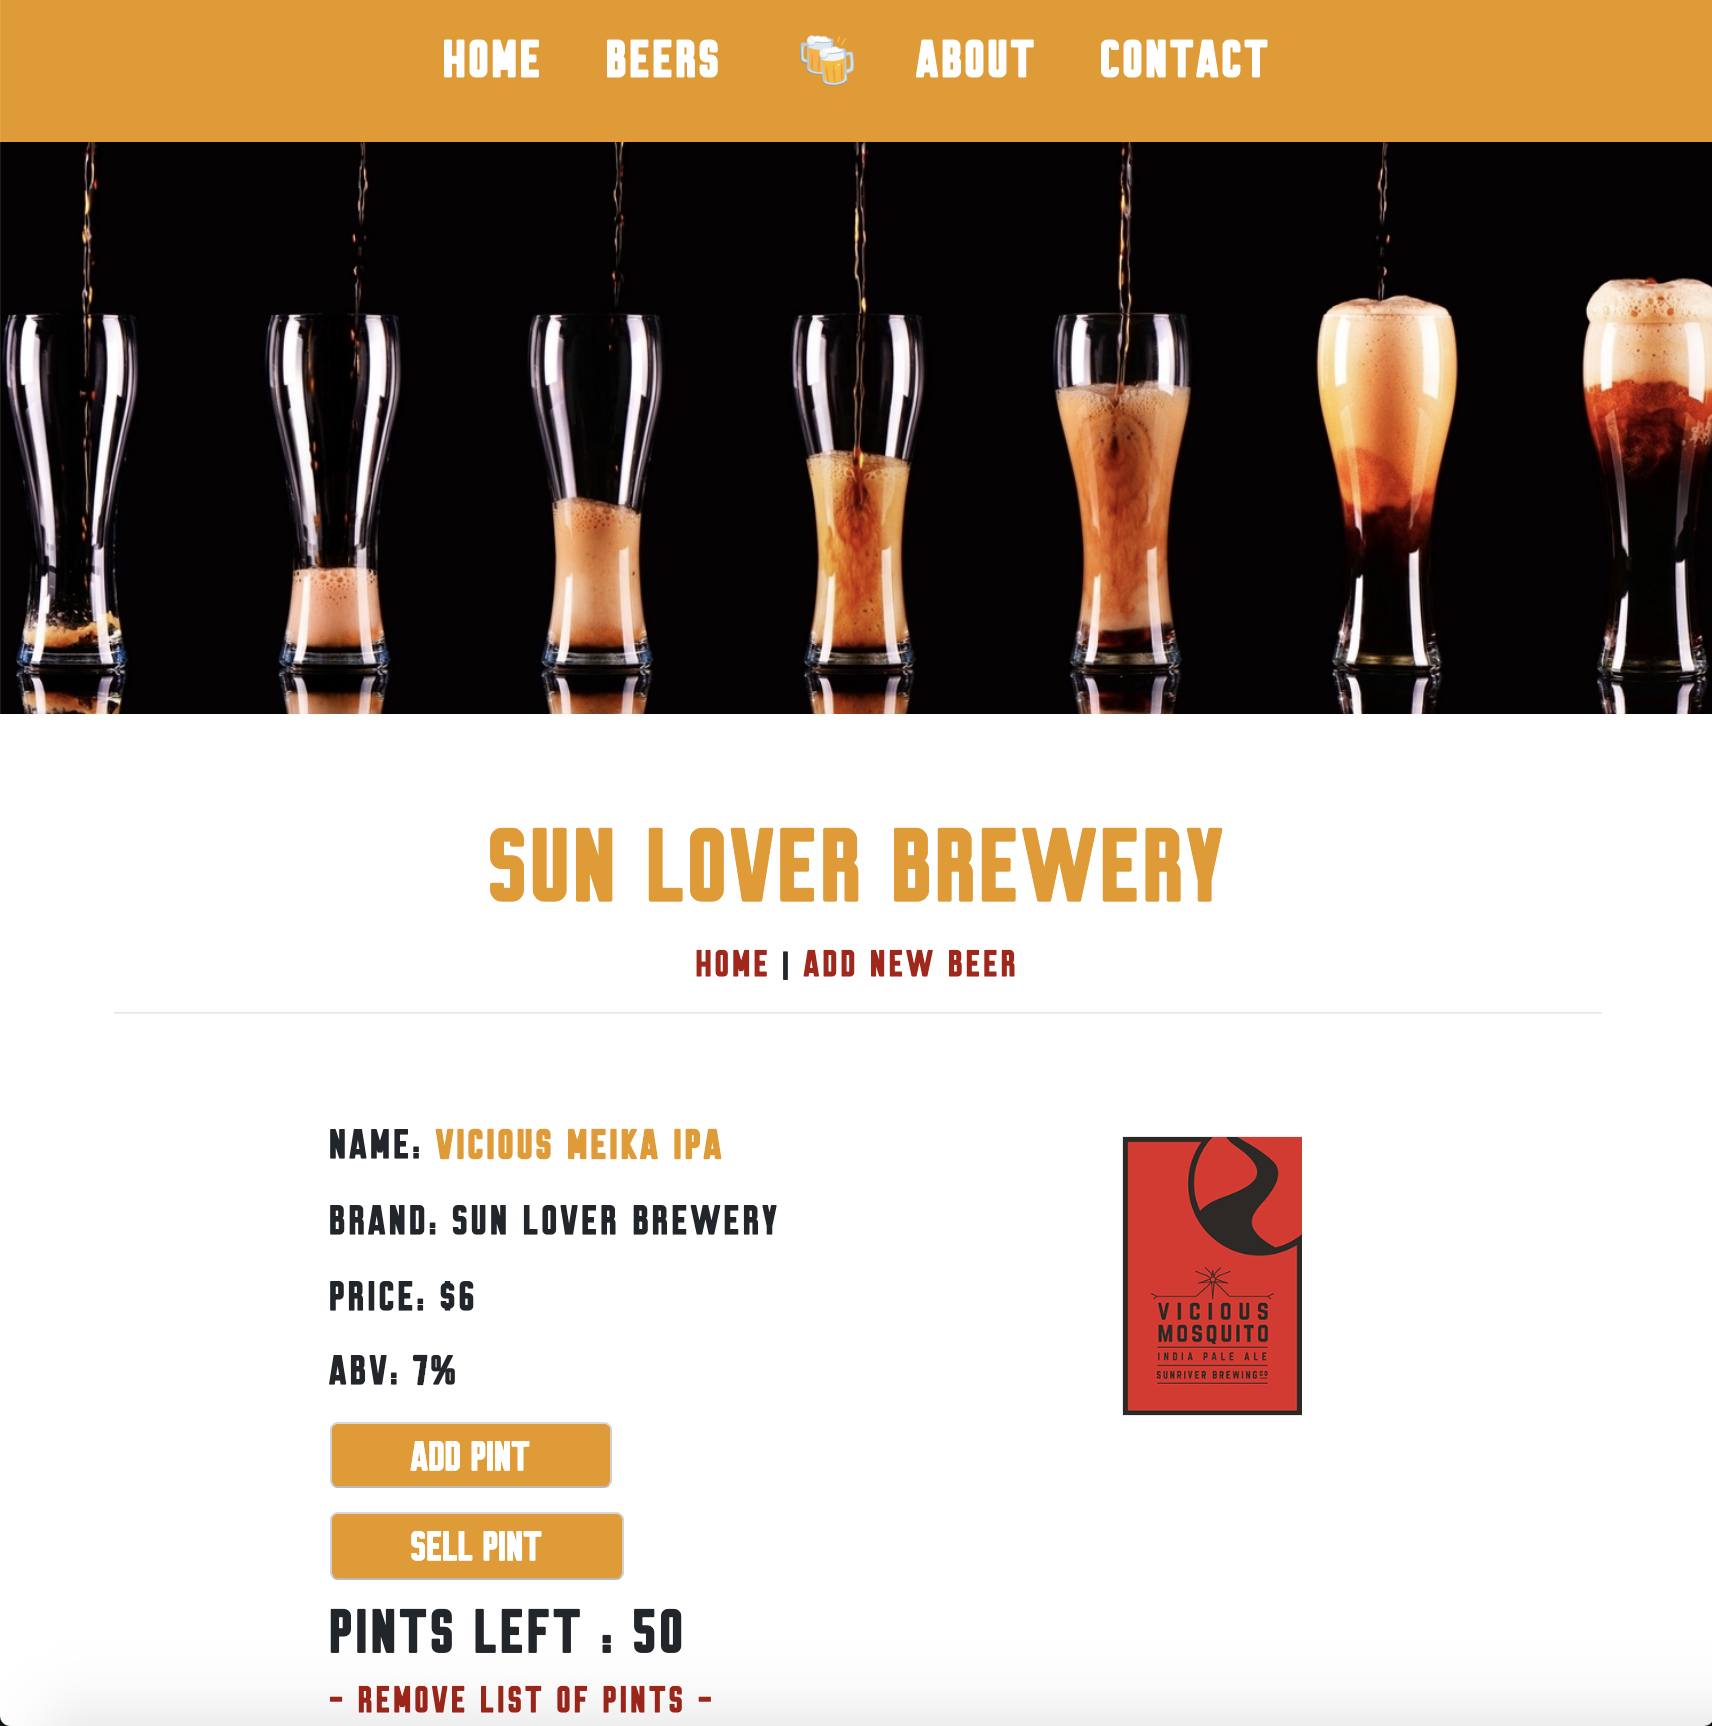 HOME BEERS ABOUT CONTACT
SUN LOVER BREWERY
HOME | ADD NEW BEER
NAME: VICIOUS MEIKA IPA
BRAND: SUN LOVER BREWERY
PRICE: $6
ABV: 7%
ADD PINT
SELL PINT
PINTS LEFT : 50
- REMOVE LIST OF PINTS -
VICIOUS
MOSQUITO
INDIA PALE ALE
SUNRIVER BREWING CO